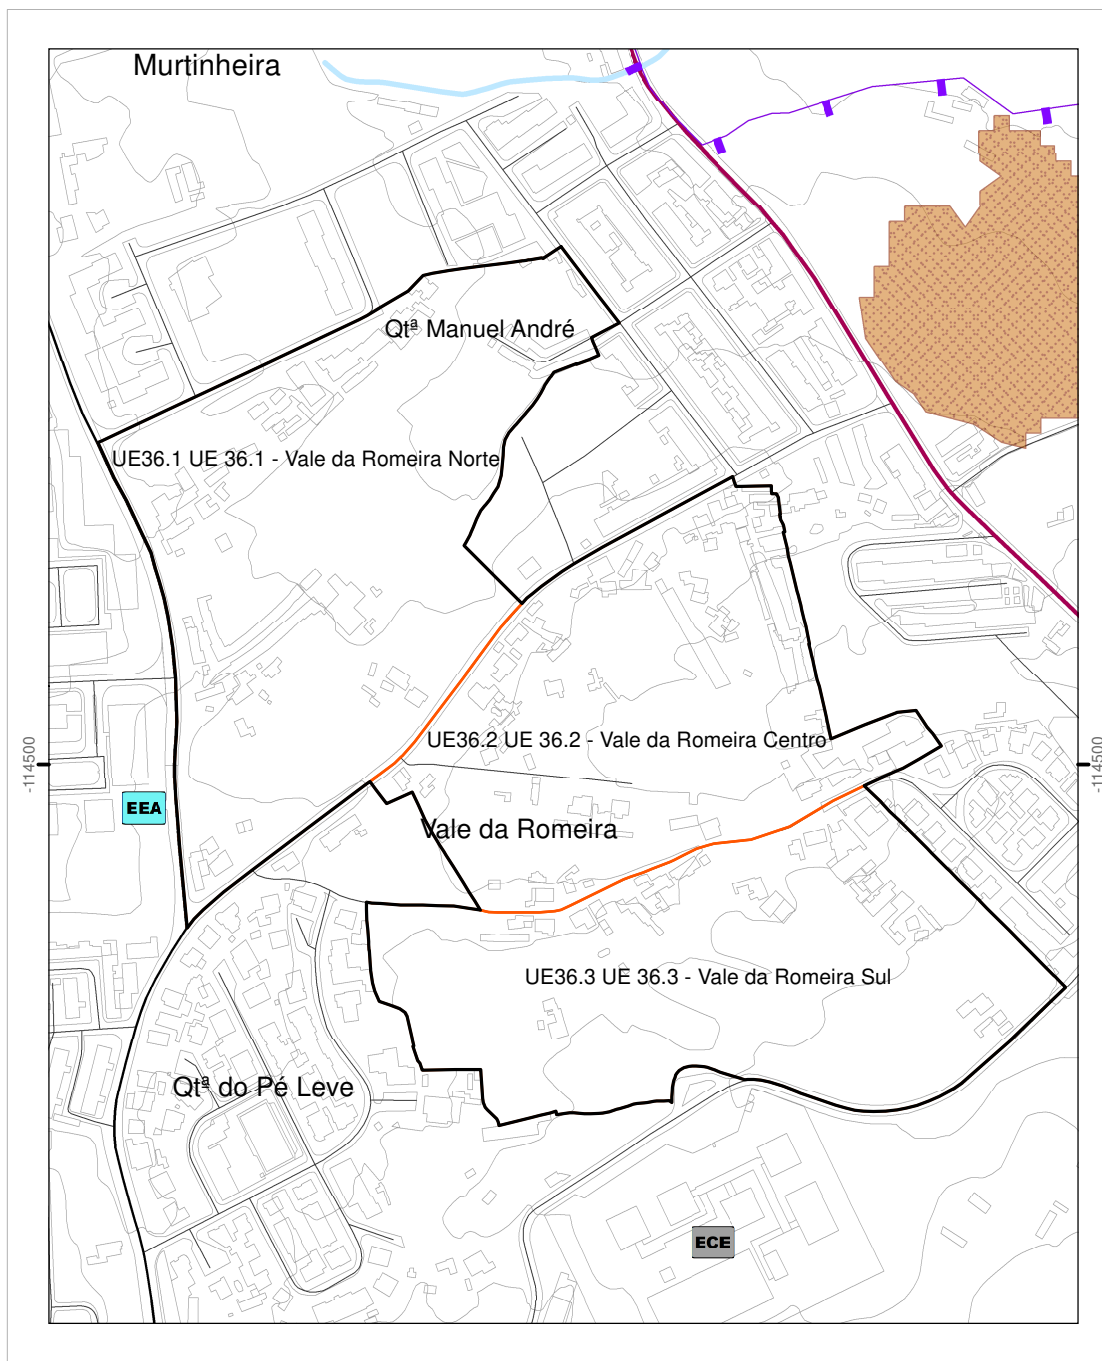 Murtinheira
Qtª Manuel André
UE36.1 UE 36.1 - Vale da Romeira Norte
UE36.2 UE 36.2 - Vale da Romeira Centro
-114500
-114500
EEA
Vale da Romeira
UE36.3 UE 36.3 - Vale da Romeira Sul
Qtª do Pé Leve
ECE